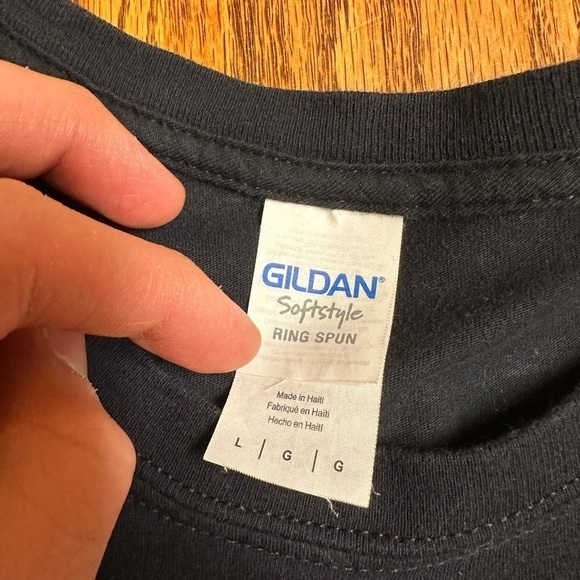 GILDAN®
Softstyle
RING SPUN
Made in Haiti
Fabriqué en Haïti
Hecho en Haití
L | G | G